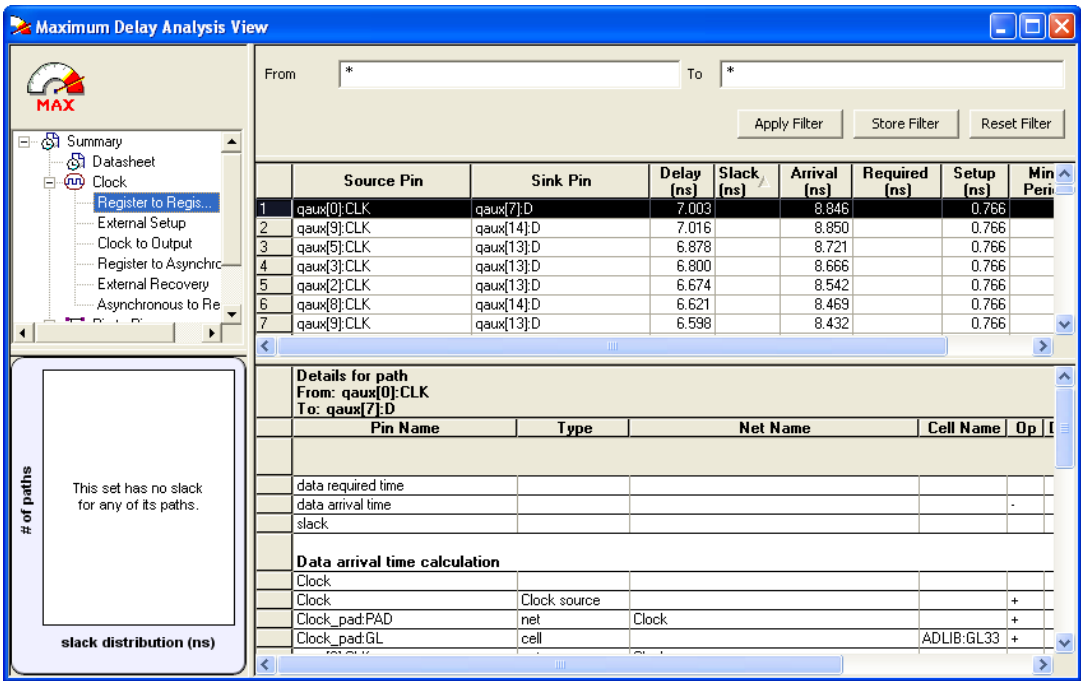 Maximum Delay Analysis View
MAX
From * To *
Apply Filter Store Filter Reset Filter
Summary
Datasheet
Clock
Register to Regis...
External Setup
Clock to Output
Register to Asynchro
External Recovery
Asynchronous to Re
Source Pin Sink Pin Delay (ns) Slack (ns) Arrival (ns) Required (ns) Setup (ns) Min
1 qaux[0]:CLK qaux[7]:D 7.003 8.846 0.766
2 qaux[9]:CLK qaux[14]:D 7.016 8.850 0.766
3 qaux[5]:CLK qaux[13]:D 6.878 8.721 0.766
4 qaux[3]:CLK qaux[13]:D 6.800 8.666 0.766
5 qaux[2]:CLK qaux[13]:D 6.674 8.542 0.766
6 qaux[8]:CLK qaux[14]:D 6.621 8.469 0.766
7 qaux[9]:CLK qaux[13]:D 6.598 8.432 0.766
# of paths
This set has no slack
for any of its paths.
slack distribution (ns)
Details for path
From: qaux[0]:CLK
To: qaux[7]:D
Pin Name Type Net Name Cell Name Op
data required time
data arrival time -
slack
Data arrival time calculation
Clock
Clock Clock source +
Clock_pad:PAD net Clock +
Clock_pad:GL cell ADLIB:GL33 +